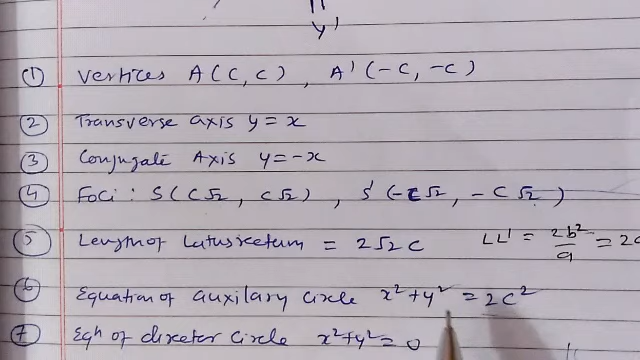 y'
① Vertices A(c, c), A'(-c, -c)
② Transverse axis y = x
③ Conjugate Axis y = -x
④ Foci : S(c√2, c√2), S'(-c√2, -c√2)
⑤ Length of Latusrectum = 2√2c LL' = 2b²/a = 2
⑥ Equation of auxilary circle x² + y² = 2c²
⑦ Eqⁿ of director circle x² + y² = 0